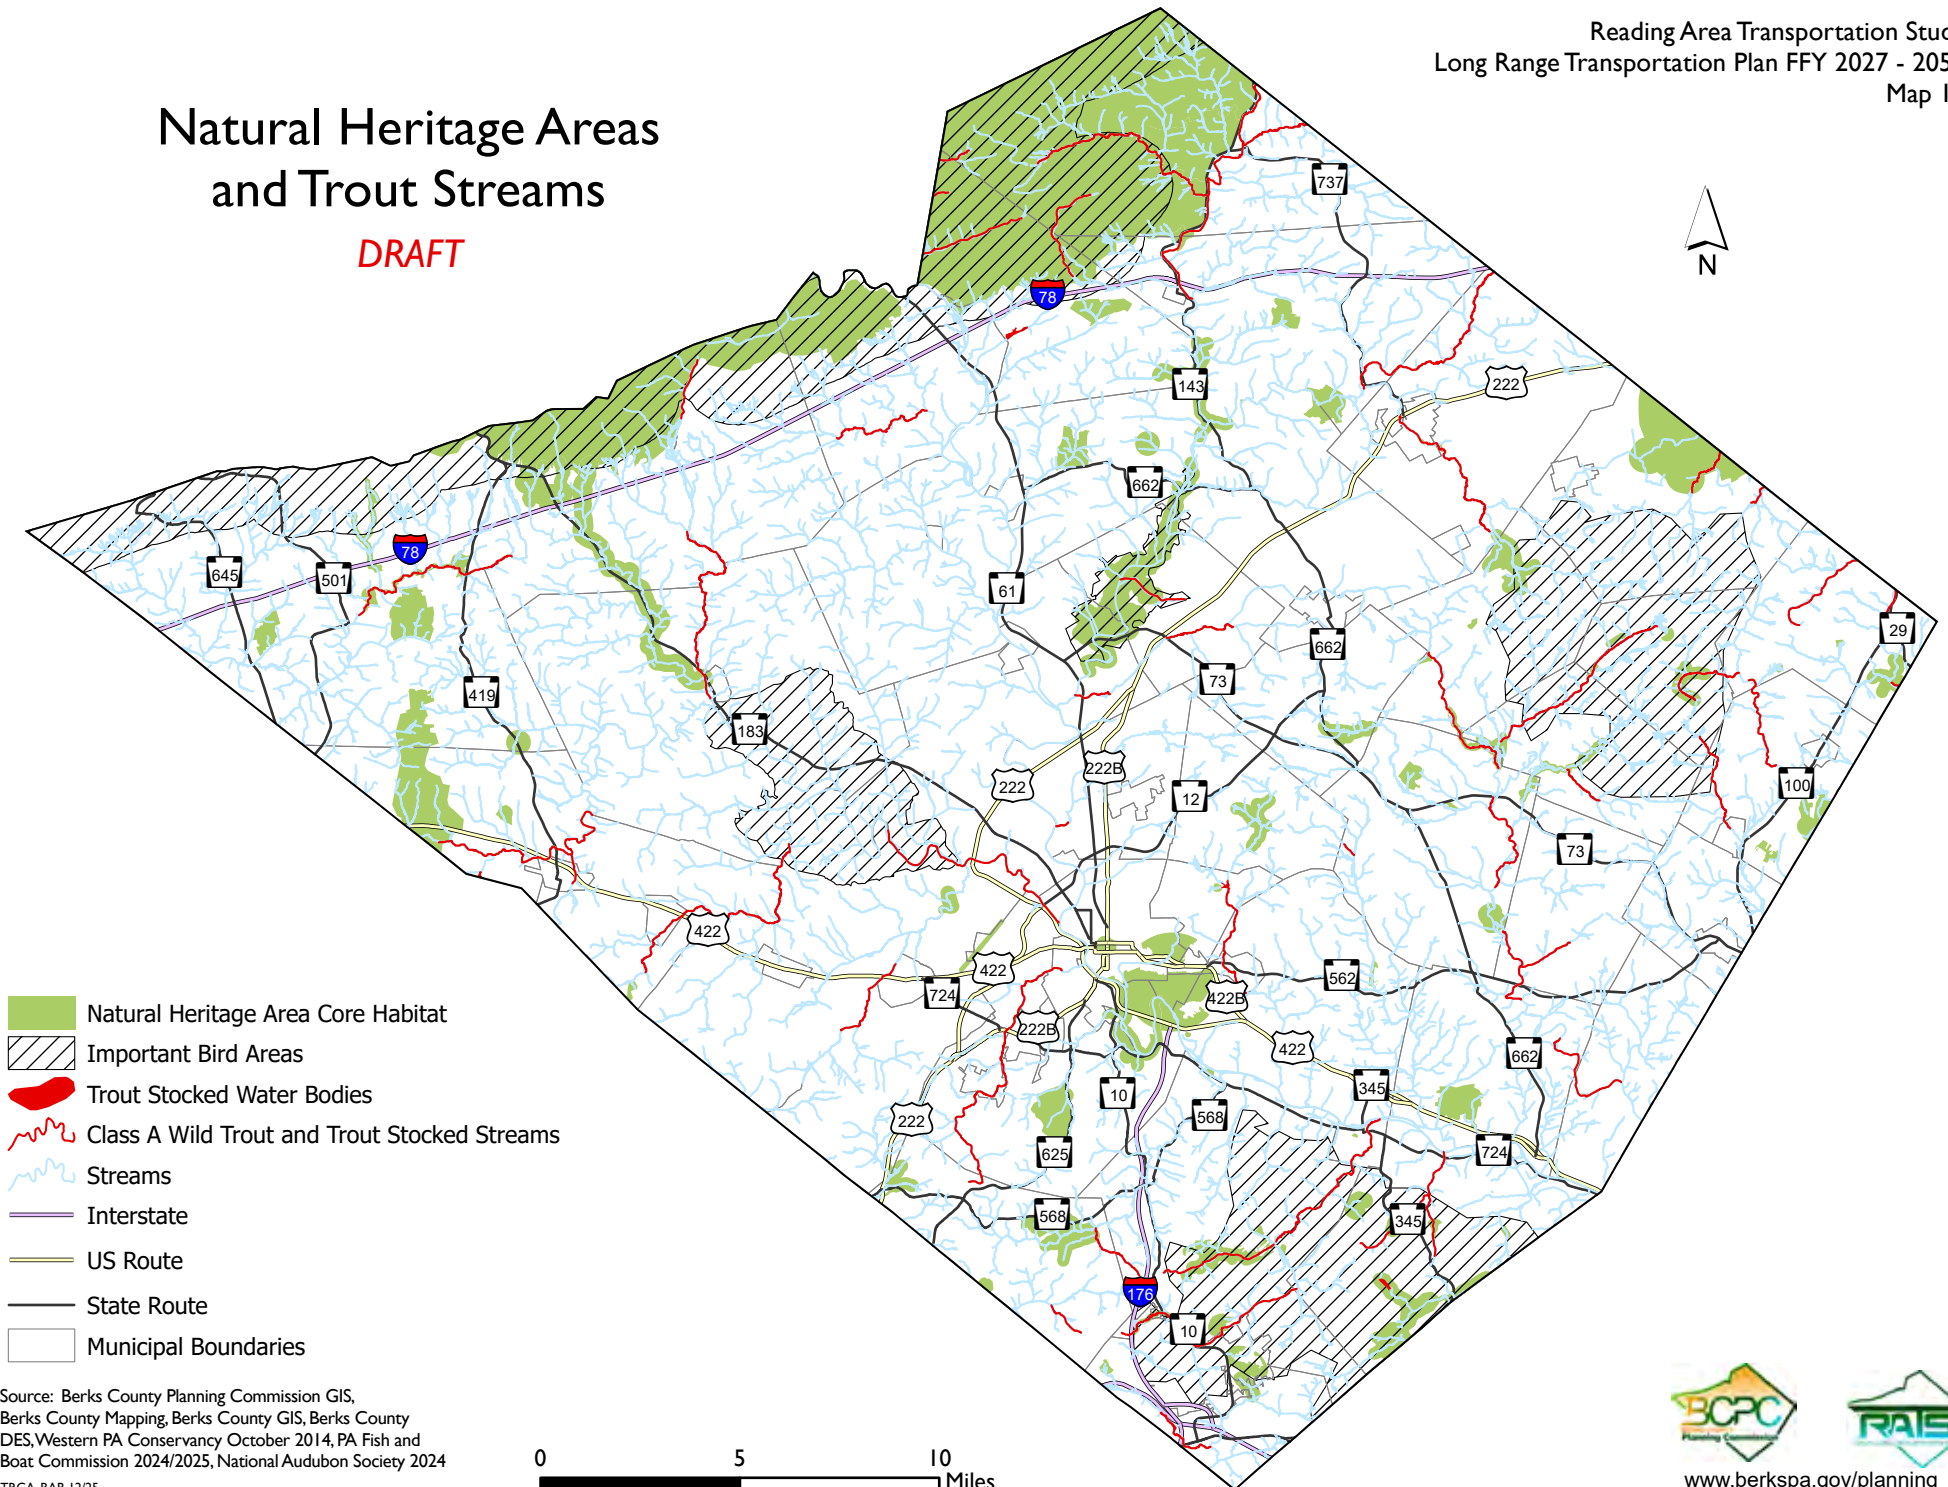 Reading Area Transportation Stud
Long Range Transportation Plan FFY 2027 - 205
Map 1
Natural Heritage Areas
and Trout Streams
DRAFT
N
737
78
143
222
662
78
645
501
61
29
662
419
73
183
222B
222
12
100
73
422
422
562
724
422B
222B
422
662
345
10
568
222
625
724
568
345
176
10
Natural Heritage Area Core Habitat
Important Bird Areas
Trout Stocked Water Bodies
Class A Wild Trout and Trout Stocked Streams
Streams
Interstate
US Route
State Route
Municipal Boundaries
Source: Berks County Planning Commission GIS,
Berks County Mapping, Berks County GIS, Berks County
DES, Western PA Conservancy October 2014, PA Fish and
Boat Commission 2024/2025, National Audubon Society 2024
0 5 10
Miles
BCPC
Planning Commission
RATS
www.berkspa.gov/planning